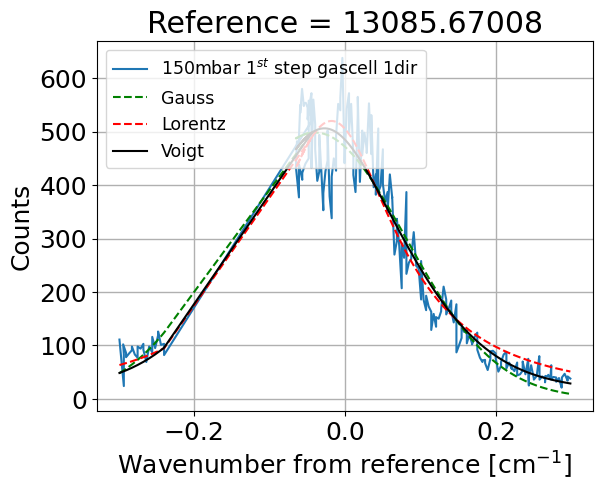 Reference = 13085.67008
150mbar 1st step gascell 1dir
Gauss
Lorentz
Voigt
Counts
600
500
400
300
200
100
0
−0.2 0.0 0.2
Wavenumber from reference [cm⁻¹]